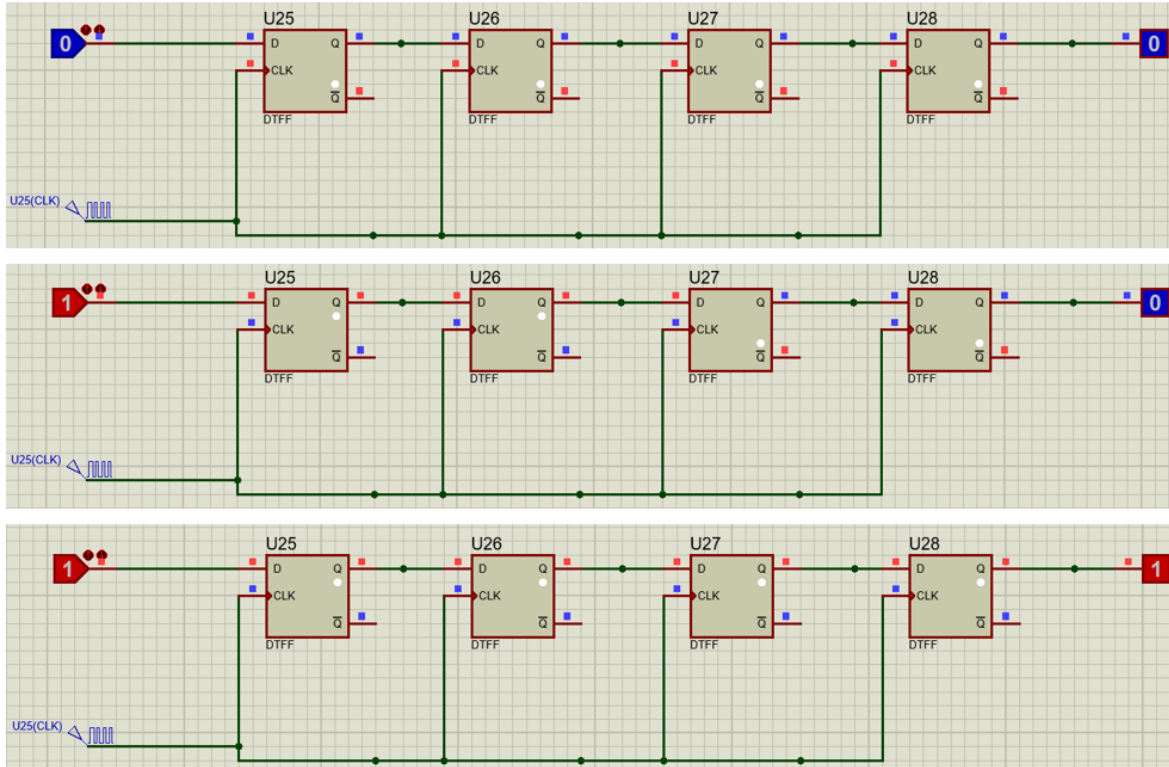 U25 U26 U27 U28
0 D Q D Q D Q D Q 0
CLK CLK CLK CLK
Q Q Q Q
DTFF DTFF DTFF DTFF
U25(CLK)
U25 U26 U27 U28
1 D Q D Q D Q D Q 0
CLK CLK CLK CLK
Q Q Q Q
DTFF DTFF DTFF DTFF
U25(CLK)
U25 U26 U27 U28
1 D Q D Q D Q D Q 1
CLK CLK CLK CLK
Q Q Q Q
DTFF DTFF DTFF DTFF
U25(CLK)